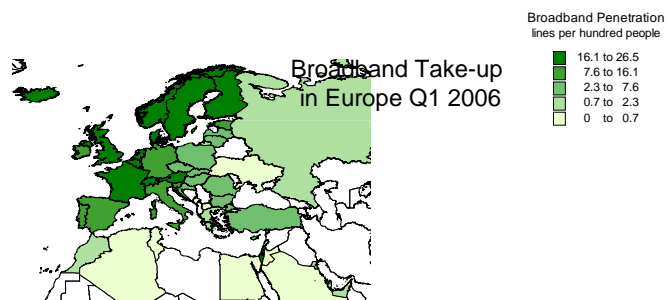 Broadband Penetration
lines per hundred people
16.1 to 26.5
7.6 to 16.1
2.3 to 7.6
0.7 to 2.3
0 to 0.7
Broadband Take-up
in Europe Q1 2006